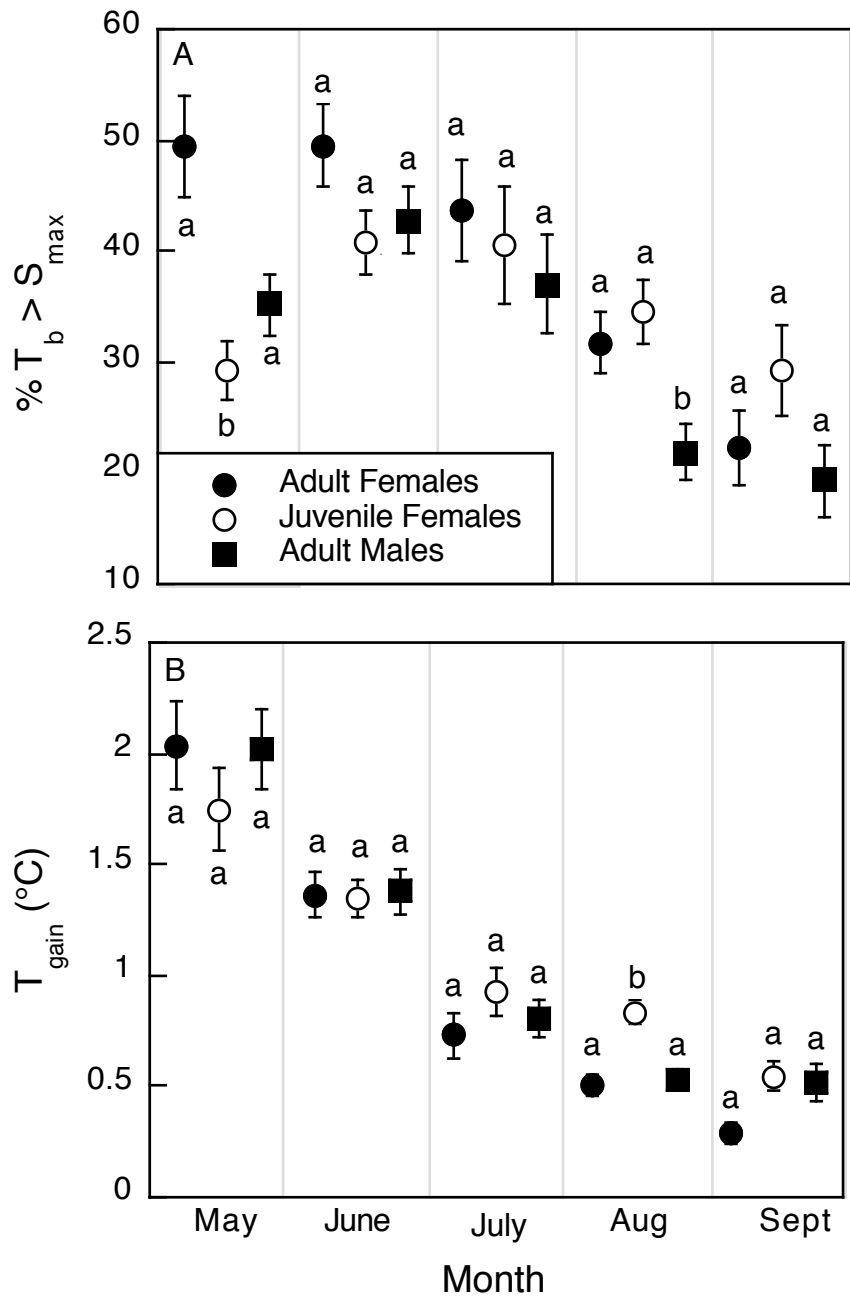 60
A
a
a
a
50
a
a
a
a
a
a
a
40
% T_b > S_max
30
a
b
a
b
a
a
20
Adult Females
Juvenile Females
Adult Males
10
2.5
B
2
a
a
a
1.5
a
a
a
T_gain (°C)
1
a
a
a
a
b
a
0.5
a
a
a
0
May June July Aug Sept
Month